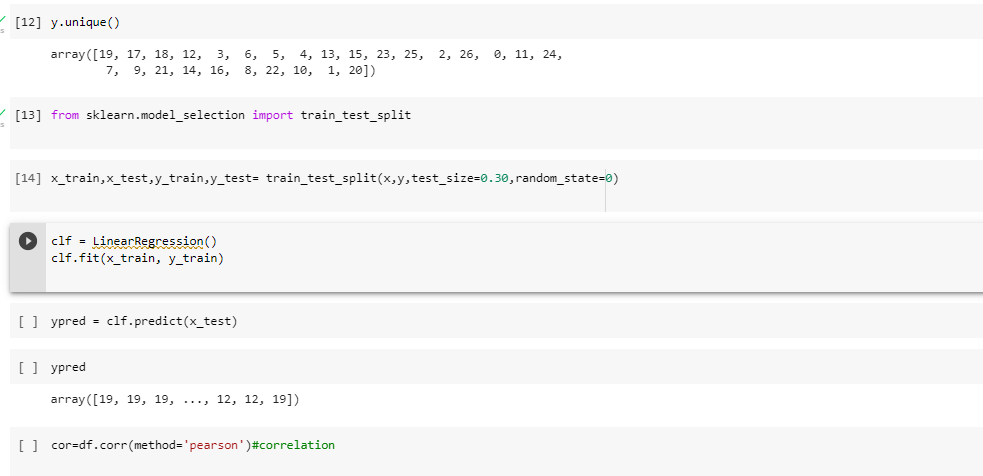 [12] y.unique()
array([19, 17, 18, 12, 3, 6, 5, 4, 13, 15, 23, 25, 2, 26, 0, 11, 24,
7, 9, 21, 14, 16, 8, 22, 10, 1, 20])
[13] from sklearn.model_selection import train_test_split
[14] x_train,x_test,y_train,y_test= train_test_split(x,y,test_size=0.30,random_state=0)
clf = LinearRegression()
clf.fit(x_train, y_train)
[ ] ypred = clf.predict(x_test)
[ ] ypred
array([19, 19, 19, ..., 12, 12, 19])
[ ] cor=df.corr(method='pearson')#correlation